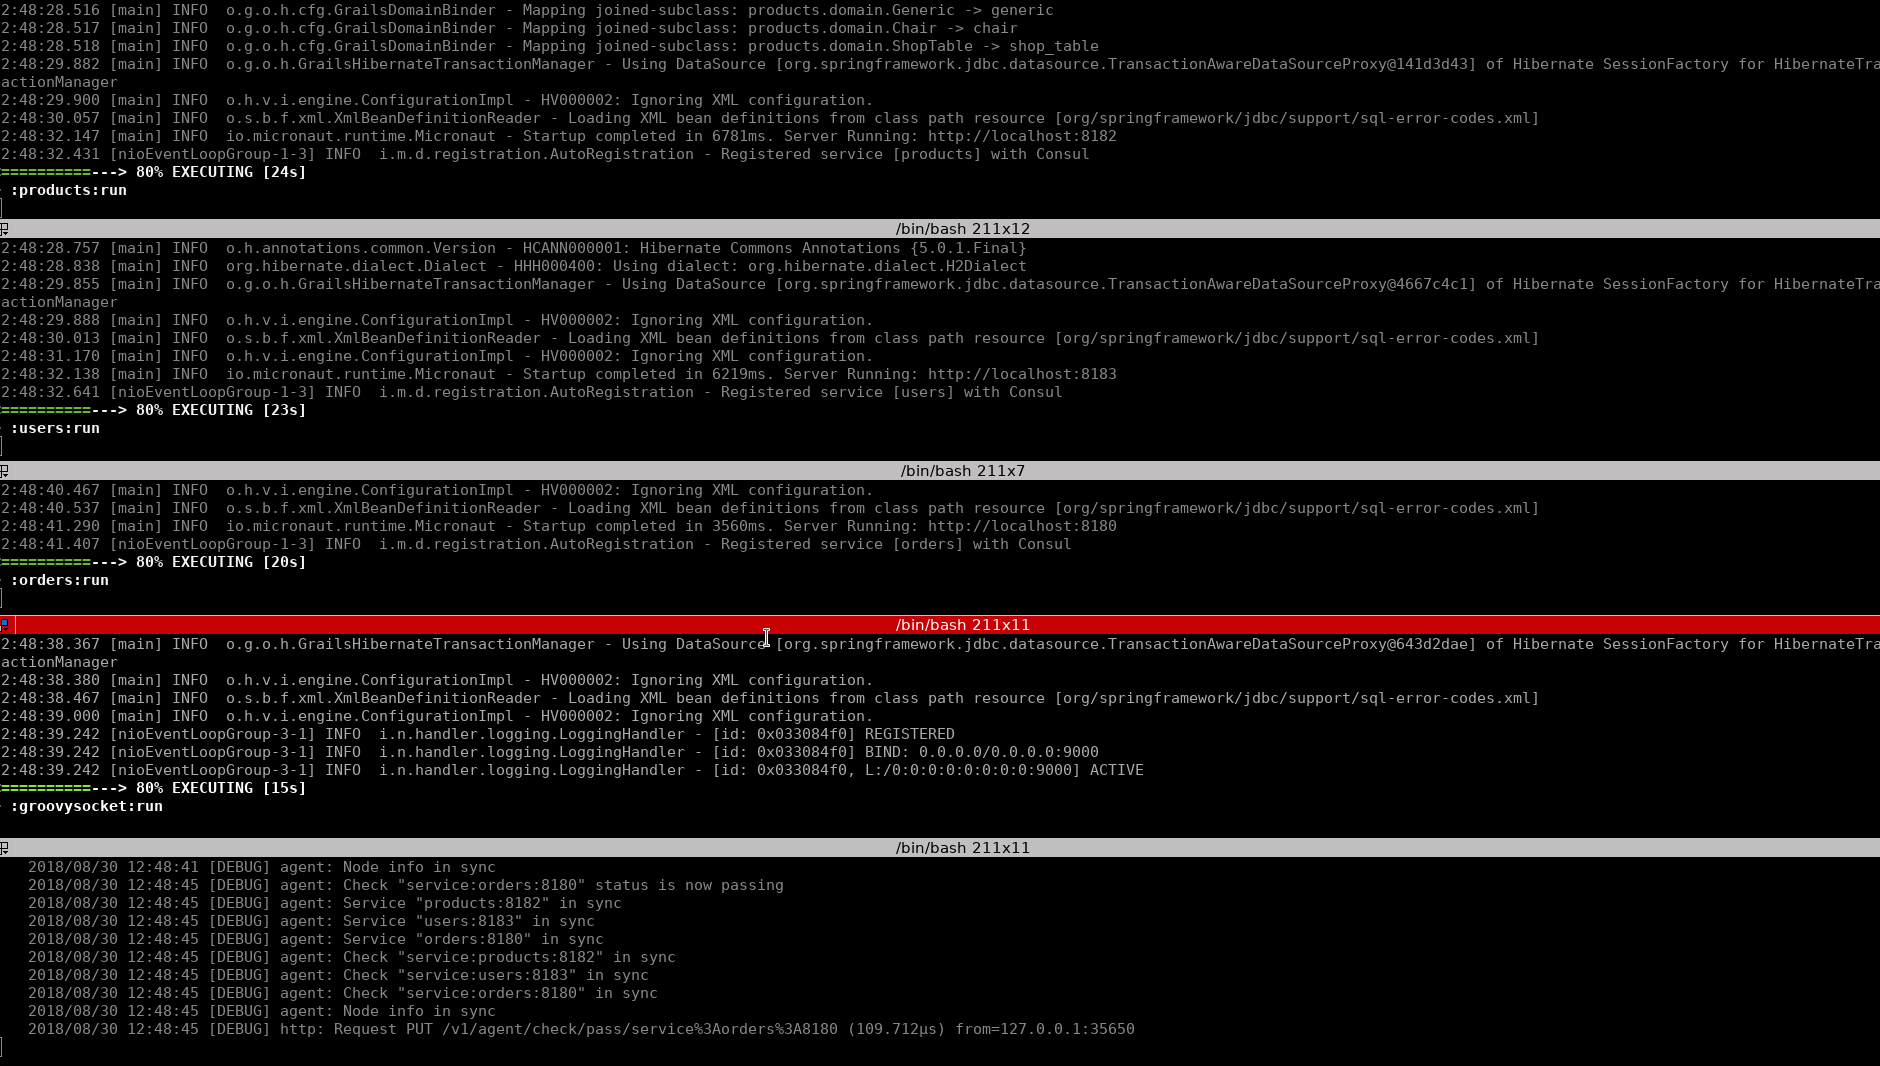 2:48:28.516 [main] INFO  o.g.o.h.cfg.GrailsDomainBinder - Mapping joined-subclass: products.domain.Generic -> generic
2:48:28.517 [main] INFO  o.g.o.h.cfg.GrailsDomainBinder - Mapping joined-subclass: products.domain.Chair -> chair
2:48:28.518 [main] INFO  o.g.o.h.cfg.GrailsDomainBinder - Mapping joined-subclass: products.domain.ShopTable -> shop_table
2:48:29.882 [main] INFO  o.g.o.h.GrailsHibernateTransactionManager - Using DataSource [org.springframework.jdbc.datasource.TransactionAwareDataSourceProxy@141d3d43] of Hibernate SessionFactory for HibernateTra
actionManager
2:48:29.900 [main] INFO  o.h.v.i.engine.ConfigurationImpl - HV000002: Ignoring XML configuration.
2:48:30.057 [main] INFO  o.s.b.f.xml.XmlBeanDefinitionReader - Loading XML bean definitions from class path resource [org/springframework/jdbc/support/sql-error-codes.xml]
2:48:32.147 [main] INFO  io.micronaut.runtime.Micronaut - Startup completed in 6781ms. Server Running: http://localhost:8182
2:48:32.431 [nioEventLoopGroup-1-3] INFO  i.m.d.registration.AutoRegistration - Registered service [products] with Consul
==========---> 80% EXECUTING [24s]
:products:run
/bin/bash 211x12
2:48:28.757 [main] INFO  o.h.annotations.common.Version - HCANN000001: Hibernate Commons Annotations {5.0.1.Final}
2:48:28.838 [main] INFO  org.hibernate.dialect.Dialect - HHH000400: Using dialect: org.hibernate.dialect.H2Dialect
2:48:29.855 [main] INFO  o.g.o.h.GrailsHibernateTransactionManager - Using DataSource [org.springframework.jdbc.datasource.TransactionAwareDataSourceProxy@4667c4c1] of Hibernate SessionFactory for HibernateTra
actionManager
2:48:29.888 [main] INFO  o.h.v.i.engine.ConfigurationImpl - HV000002: Ignoring XML configuration.
2:48:30.013 [main] INFO  o.s.b.f.xml.XmlBeanDefinitionReader - Loading XML bean definitions from class path resource [org/springframework/jdbc/support/sql-error-codes.xml]
2:48:31.170 [main] INFO  o.h.v.i.engine.ConfigurationImpl - HV000002: Ignoring XML configuration.
2:48:32.138 [main] INFO  io.micronaut.runtime.Micronaut - Startup completed in 6219ms. Server Running: http://localhost:8183
2:48:32.641 [nioEventLoopGroup-1-3] INFO  i.m.d.registration.AutoRegistration - Registered service [users] with Consul
==========---> 80% EXECUTING [23s]
:users:run
/bin/bash 211x7
2:48:40.467 [main] INFO  o.h.v.i.engine.ConfigurationImpl - HV000002: Ignoring XML configuration.
2:48:40.537 [main] INFO  o.s.b.f.xml.XmlBeanDefinitionReader - Loading XML bean definitions from class path resource [org/springframework/jdbc/support/sql-error-codes.xml]
2:48:41.290 [main] INFO  io.micronaut.runtime.Micronaut - Startup completed in 3560ms. Server Running: http://localhost:8180
2:48:41.407 [nioEventLoopGroup-1-3] INFO  i.m.d.registration.AutoRegistration - Registered service [orders] with Consul
==========---> 80% EXECUTING [20s]
:orders:run
/bin/bash 211x11
2:48:38.367 [main] INFO  o.g.o.h.GrailsHibernateTransactionManager - Using DataSource [org.springframework.jdbc.datasource.TransactionAwareDataSourceProxy@643d2dae] of Hibernate SessionFactory for HibernateTra
actionManager
2:48:38.380 [main] INFO  o.h.v.i.engine.ConfigurationImpl - HV000002: Ignoring XML configuration.
2:48:38.467 [main] INFO  o.s.b.f.xml.XmlBeanDefinitionReader - Loading XML bean definitions from class path resource [org/springframework/jdbc/support/sql-error-codes.xml]
2:48:39.000 [main] INFO  o.h.v.i.engine.ConfigurationImpl - HV000002: Ignoring XML configuration.
2:48:39.242 [nioEventLoopGroup-3-1] INFO  i.n.handler.logging.LoggingHandler - [id: 0x033084f0] REGISTERED
2:48:39.242 [nioEventLoopGroup-3-1] INFO  i.n.handler.logging.LoggingHandler - [id: 0x033084f0] BIND: 0.0.0.0/0.0.0.0:9000
2:48:39.242 [nioEventLoopGroup-3-1] INFO  i.n.handler.logging.LoggingHandler - [id: 0x033084f0, L:/0:0:0:0:0:0:0:0:9000] ACTIVE
==========---> 80% EXECUTING [15s]
:groovysocket:run
/bin/bash 211x11
2018/08/30 12:48:41 [DEBUG] agent: Node info in sync
2018/08/30 12:48:45 [DEBUG] agent: Check "service:orders:8180" status is now passing
2018/08/30 12:48:45 [DEBUG] agent: Service "products:8182" in sync
2018/08/30 12:48:45 [DEBUG] agent: Service "users:8183" in sync
2018/08/30 12:48:45 [DEBUG] agent: Service "orders:8180" in sync
2018/08/30 12:48:45 [DEBUG] agent: Check "service:products:8182" in sync
2018/08/30 12:48:45 [DEBUG] agent: Check "service:users:8183" in sync
2018/08/30 12:48:45 [DEBUG] agent: Check "service:orders:8180" in sync
2018/08/30 12:48:45 [DEBUG] agent: Node info in sync
2018/08/30 12:48:45 [DEBUG] http: Request PUT /v1/agent/check/pass/service%3Aorders%3A8180 (109.712µs) from=127.0.0.1:35650